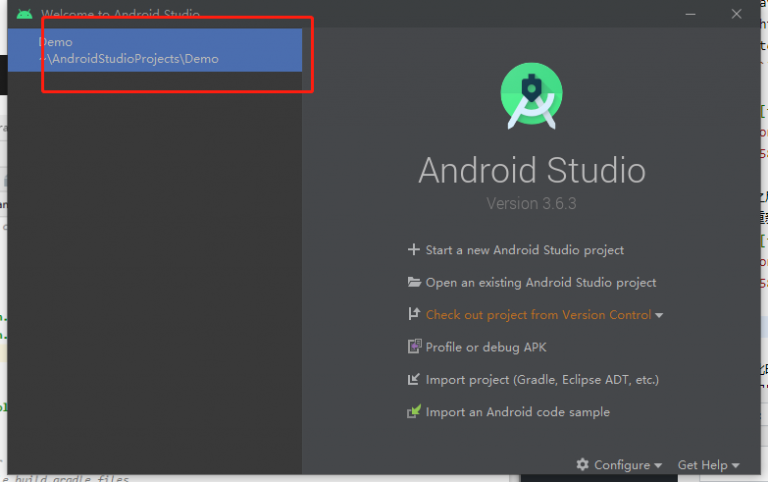 Welcome to Android Studio
Demo
~\AndroidStudioProjects\Demo
Android Studio
Version 3.6.3
Start a new Android Studio project
Open an existing Android Studio project
Check out project from Version Control
Profile or debug APK
Import project (Gradle, Eclipse ADT, etc.)
Import an Android code sample
Configure
Get Help
e build.gradle files